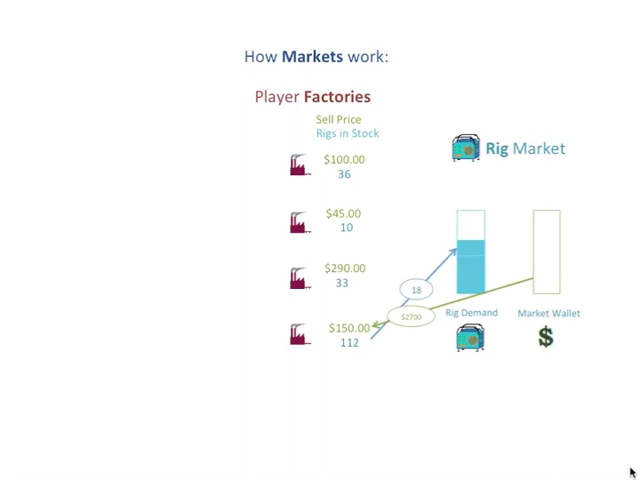 How Markets work:
Player Factories
Sell Price
Rigs in Stock
Rig Market
$100.00
36
$45.00
10
$290.00
33
18
$2700
Rig Demand
Market Wallet
$150.00
112
$